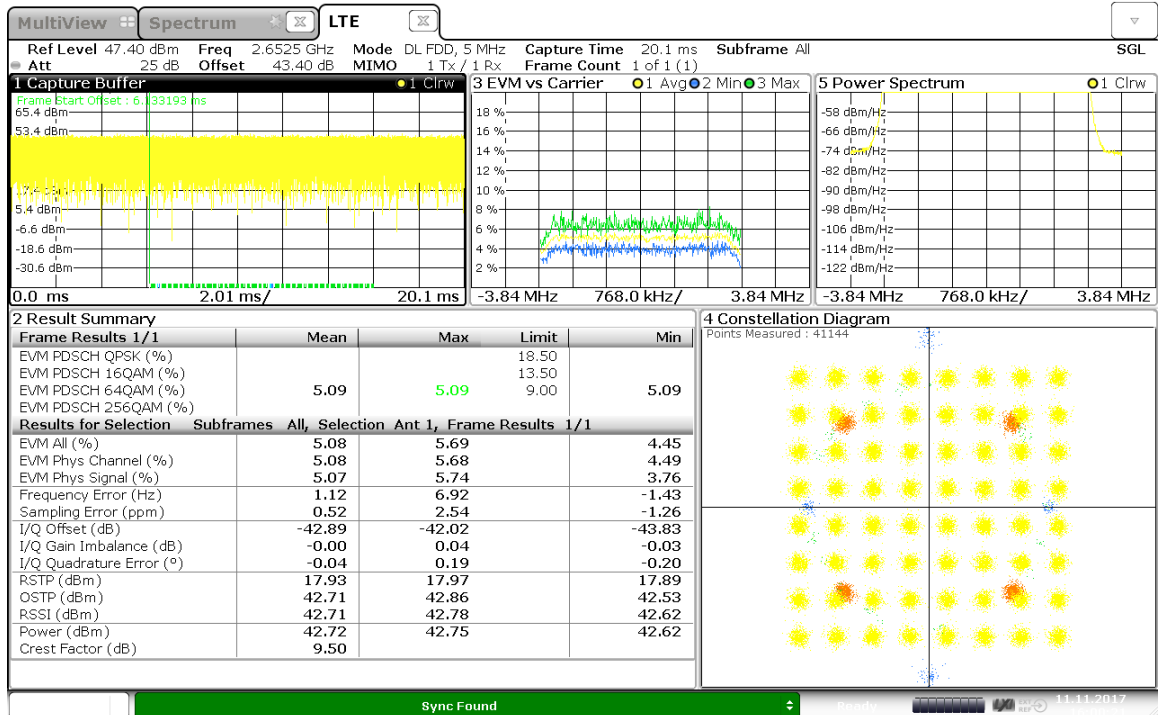 MultiView Spectrum LTE
Ref Level 47.40 dBm Freq 2.6525 GHz Mode DL FDD, 5 MHz Capture Time 20.1 ms Subframe All SGL
Att 25 dB Offset 43.40 dB MIMO 1 Tx / 1 Rx Frame Count 1 of 1 (1)
1 Capture Buffer 1 Clrw
Frame Start Offset : ms
65.4 dBm
53.4 dBm
5.4 dBm
-6.6 dBm
-18.6 dBm
-30.6 dBm
0.0 ms 2.01 ms/ 20.1 ms
3 EVM vs Carrier 1 Avg 2 Min 3 Max
18 %
16 %
14 %
12 %
10 %
8 %
6 %
4 %
2 %
-3.84 MHz 768.0 kHz/ 3.84 MHz
5 Power Spectrum 1 Clrw
-58 dBm/Hz
-66 dBm/Hz
-74 dBm/Hz
-82 dBm/Hz
-90 dBm/Hz
-98 dBm/Hz
-106 dBm/Hz
-114 dBm/Hz
-122 dBm/Hz
-3.84 MHz 768.0 kHz/ 3.84 MHz
2 Result Summary
Frame Results 1/1 Mean Max Limit Min
EVM PDSCH QPSK (%) 18.50
EVM PDSCH 16QAM (%) 13.50
EVM PDSCH 64QAM (%) 5.09 5.09 9.00 5.09
EVM PDSCH 256QAM (%)
Results for Selection Subframes All, Selection Ant 1, Frame Results 1/1
EVM All (%) 5.08 5.69 4.45
EVM Phys Channel (%) 5.08 5.68 4.49
EVM Phys Signal (%) 5.07 5.74 3.76
Frequency Error (Hz) 1.12 6.92 -1.43
Sampling Error (ppm) 0.52 2.54 -1.26
I/Q Offset (dB) -42.89 -42.02 -43.83
I/Q Gain Imbalance (dB) -0.00 0.04 -0.03
I/Q Quadrature Error (°) -0.04 0.19 -0.20
RSTP (dBm) 17.93 17.97 17.89
OSTP (dBm) 42.71 42.86 42.53
RSSI (dBm) 42.71 42.78 42.62
Power (dBm) 42.72 42.75 42.62
Crest Factor (dB) 9.50
4 Constellation Diagram
Points Measured : 41144
Sync Found Ready LXI 11.11.2017